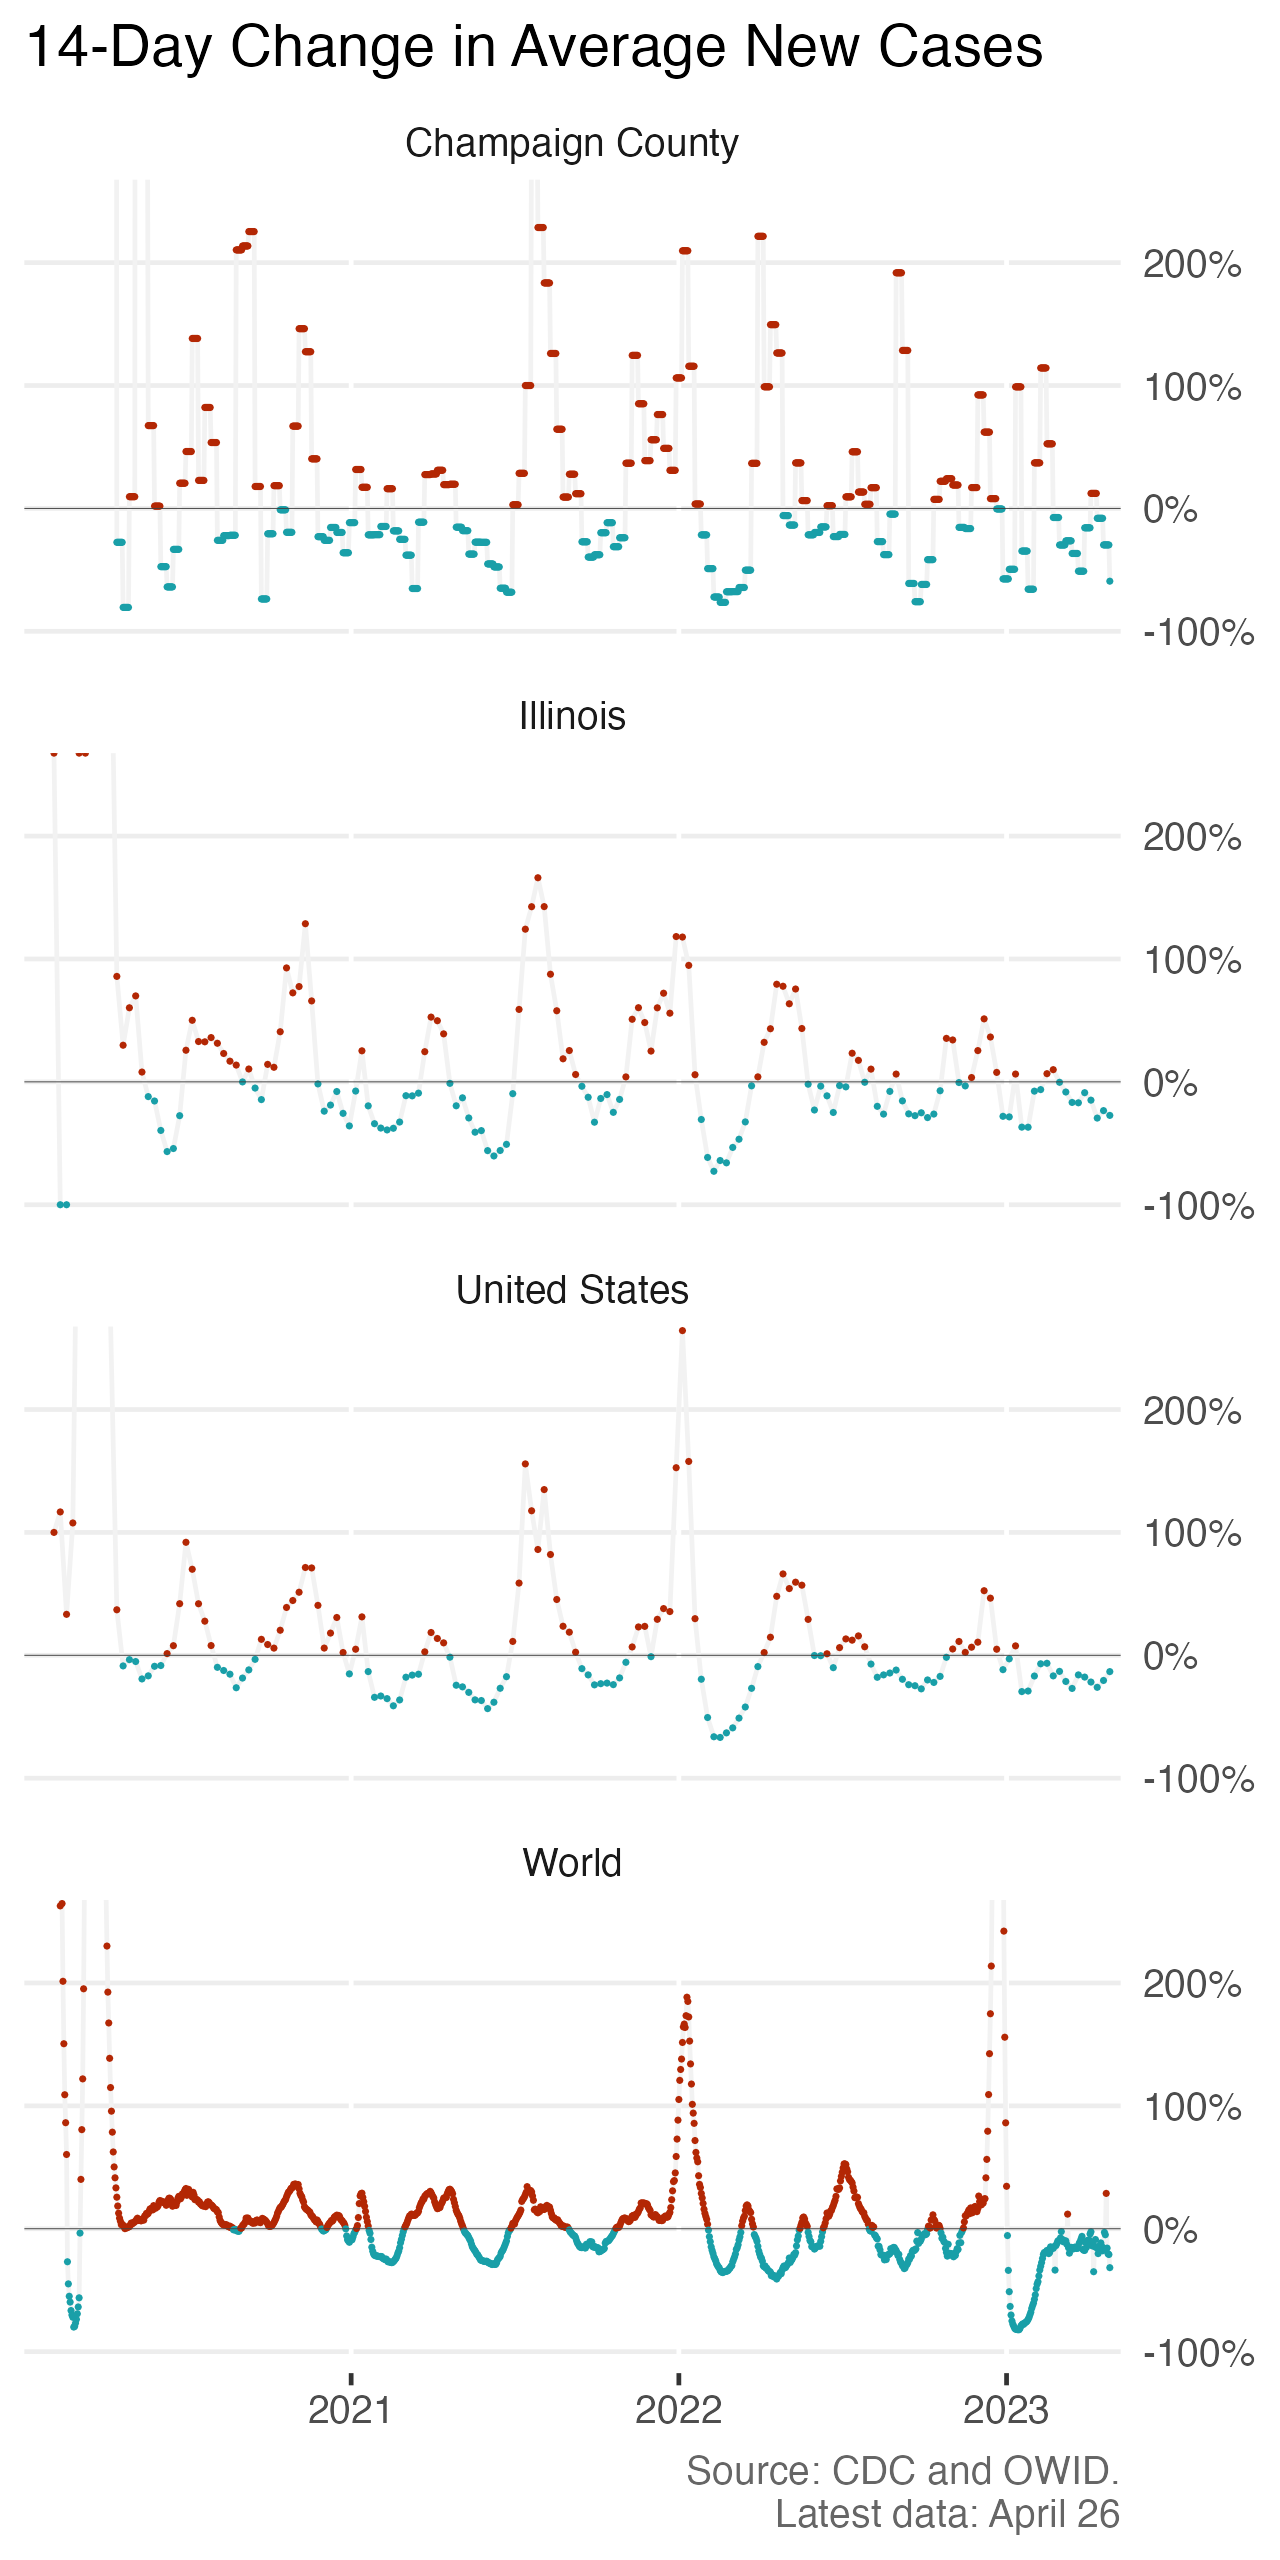 14-Day Change in Average New Cases
Champaign County
200%
100%
0%
-100%
Illinois
200%
100%
0%
-100%
United States
200%
100%
0%
-100%
World
200%
100%
0%
-100%
2021 2022 2023
Source: CDC and OWID.
Latest data: April 26